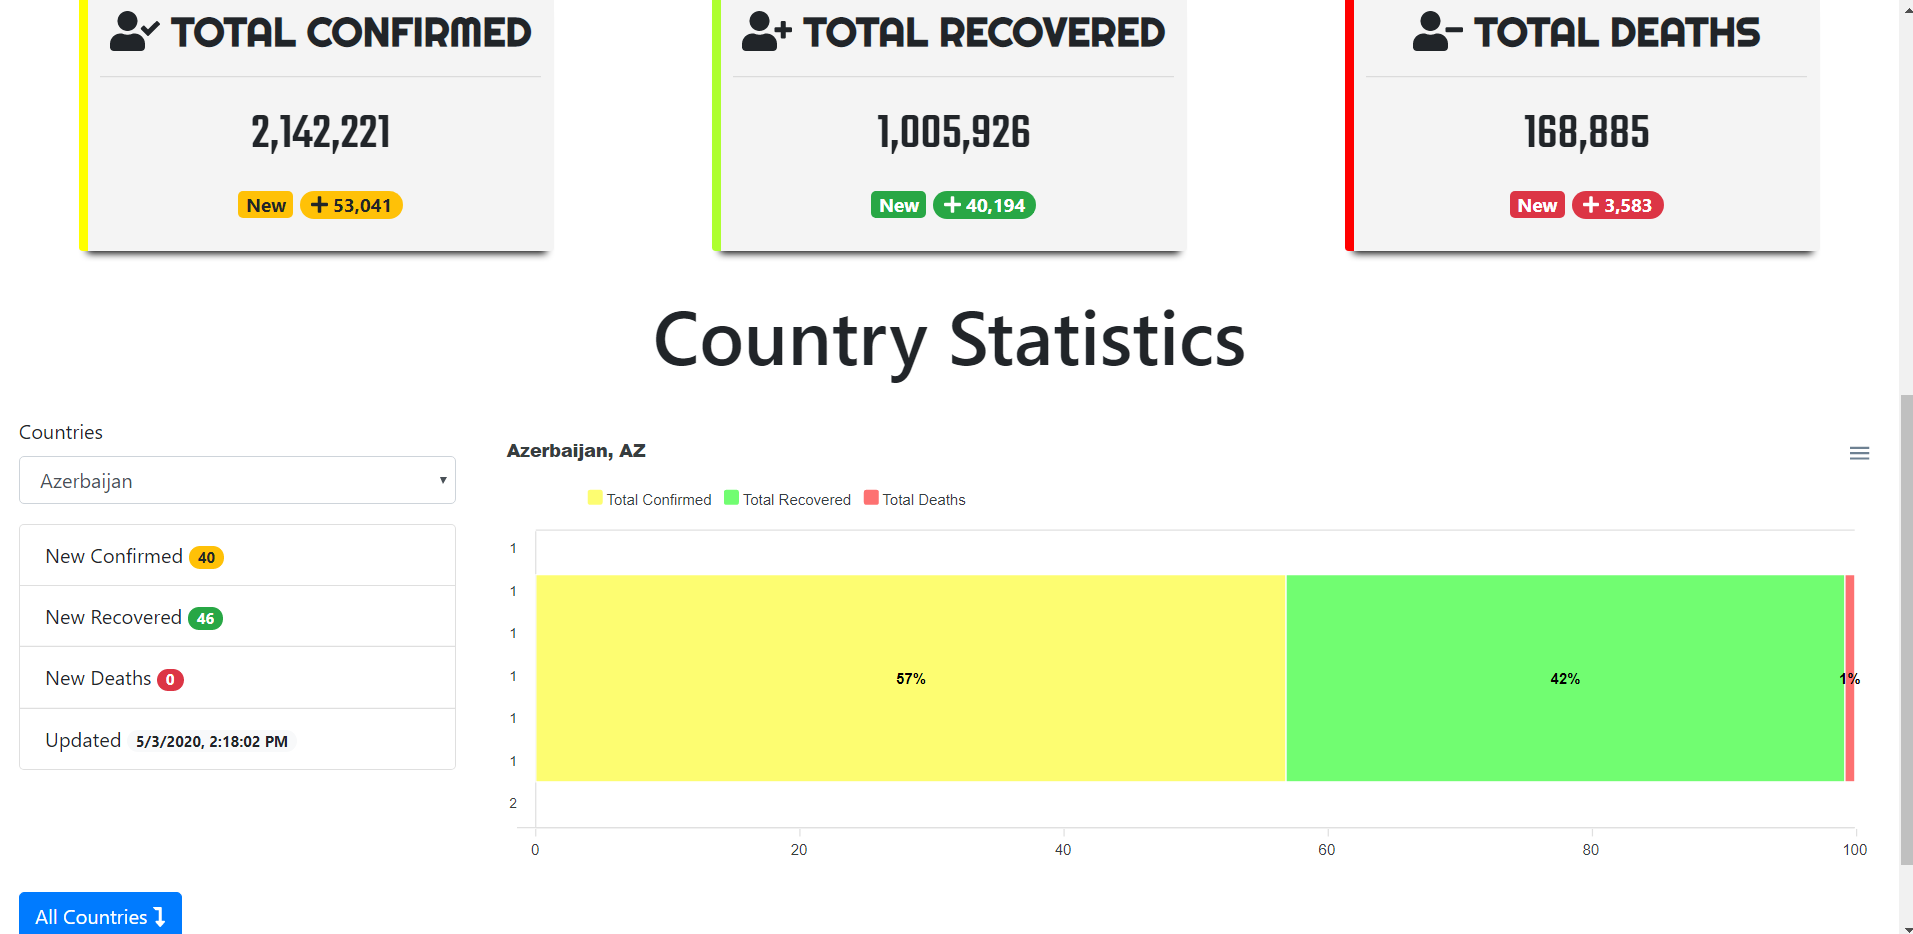 TOTAL CONFIRMED
2,142,221
New + 53,041
TOTAL RECOVERED
1,005,926
New + 40,194
TOTAL DEATHS
168,885
New + 3,583
Country Statistics
Countries
Azerbaijan
New Confirmed 40
New Recovered 46
New Deaths 0
Updated 5/3/2020, 2:18:02 PM
All Countries
Azerbaijan, AZ
Total Confirmed Total Recovered Total Deaths
1
1
1
1
1
1
2
57% 42% 1%
0 20 40 60 80 100